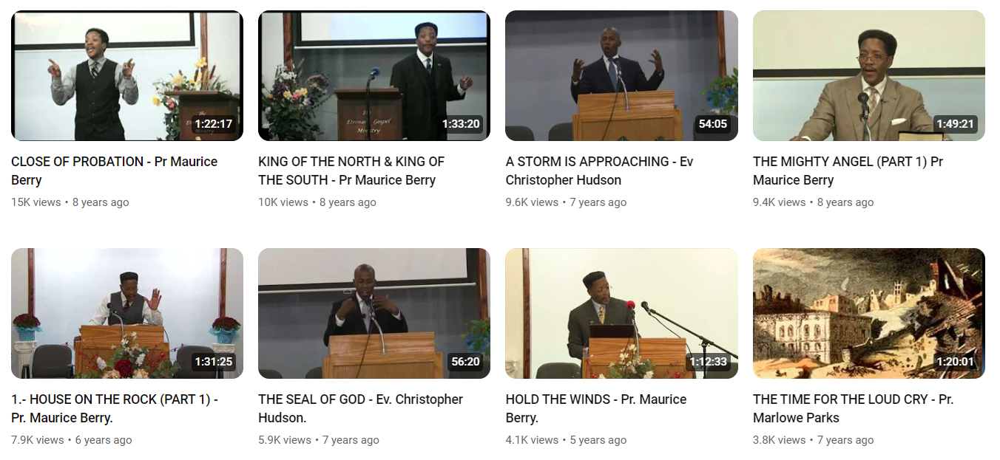 The
Eternal Gospel
Ministry
1:22:17
1:33:20
54:05
1:49:21
CLOSE OF PROBATION - Pr Maurice
Berry
15K views • 8 years ago
KING OF THE NORTH & KING OF
THE SOUTH - Pr Maurice Berry
10K views • 8 years ago
A STORM IS APPROACHING - Ev
Christopher Hudson
9.6K views • 7 years ago
THE MIGHTY ANGEL (PART 1) Pr
Maurice Berry
9.4K views • 8 years ago
1:31:25
56:20
1:12:33
1:20:01
1.- HOUSE ON THE ROCK (PART 1) -
Pr. Maurice Berry.
7.9K views • 6 years ago
THE SEAL OF GOD - Ev. Christopher
Hudson.
5.9K views • 7 years ago
HOLD THE WINDS - Pr. Maurice
Berry.
4.1K views • 5 years ago
THE TIME FOR THE LOUD CRY - Pr.
Marlowe Parks
3.8K views • 7 years ago